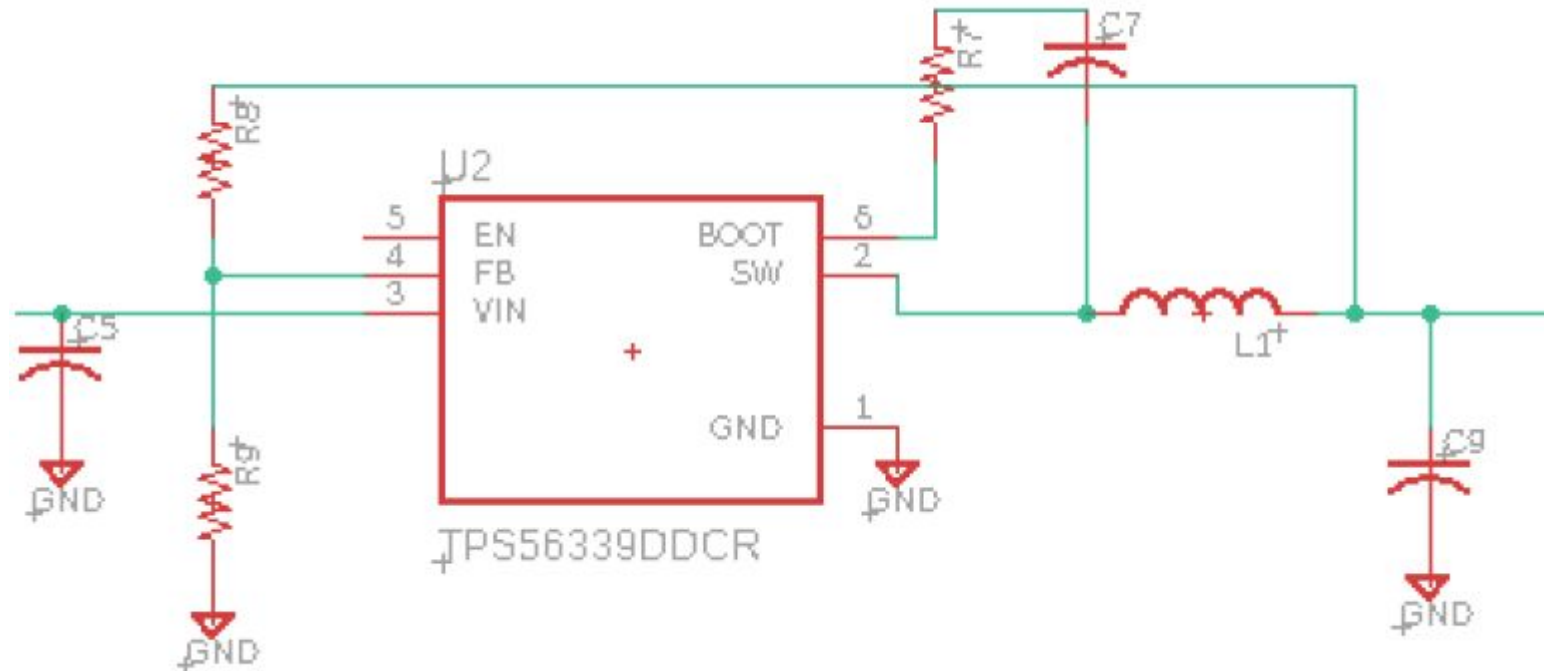 C7
R7
R8
U2
5
EN
BOOT
6
4
FB
SW
2
3
VIN
C5
L1
GND
1
R9
C9
GND
GND
TPS56339DDCR
GND
GND